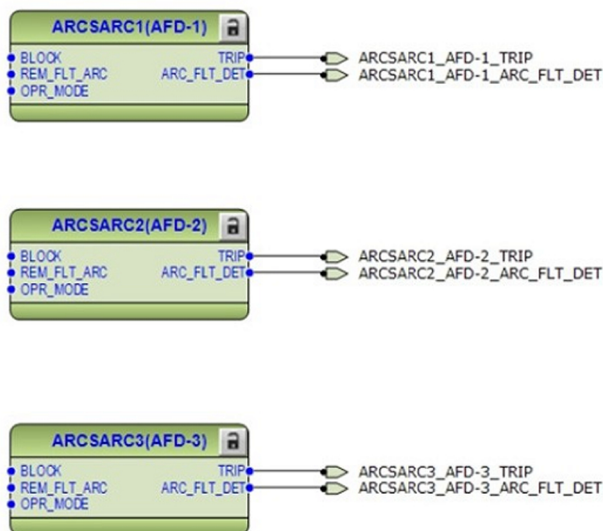 ARCSARC1(AFD-1)
BLOCK TRIP ARCSARC1_AFD-1_TRIP
REM_FLT_ARC ARC_FLT_DET ARCSARC1_AFD-1_ARC_FLT_DET
OPR_MODE
ARCSARC2(AFD-2)
BLOCK TRIP ARCSARC2_AFD-2_TRIP
REM_FLT_ARC ARC_FLT_DET ARCSARC2_AFD-2_ARC_FLT_DET
OPR_MODE
ARCSARC3(AFD-3)
BLOCK TRIP ARCSARC3_AFD-3_TRIP
REM_FLT_ARC ARC_FLT_DET ARCSARC3_AFD-3_ARC_FLT_DET
OPR_MODE